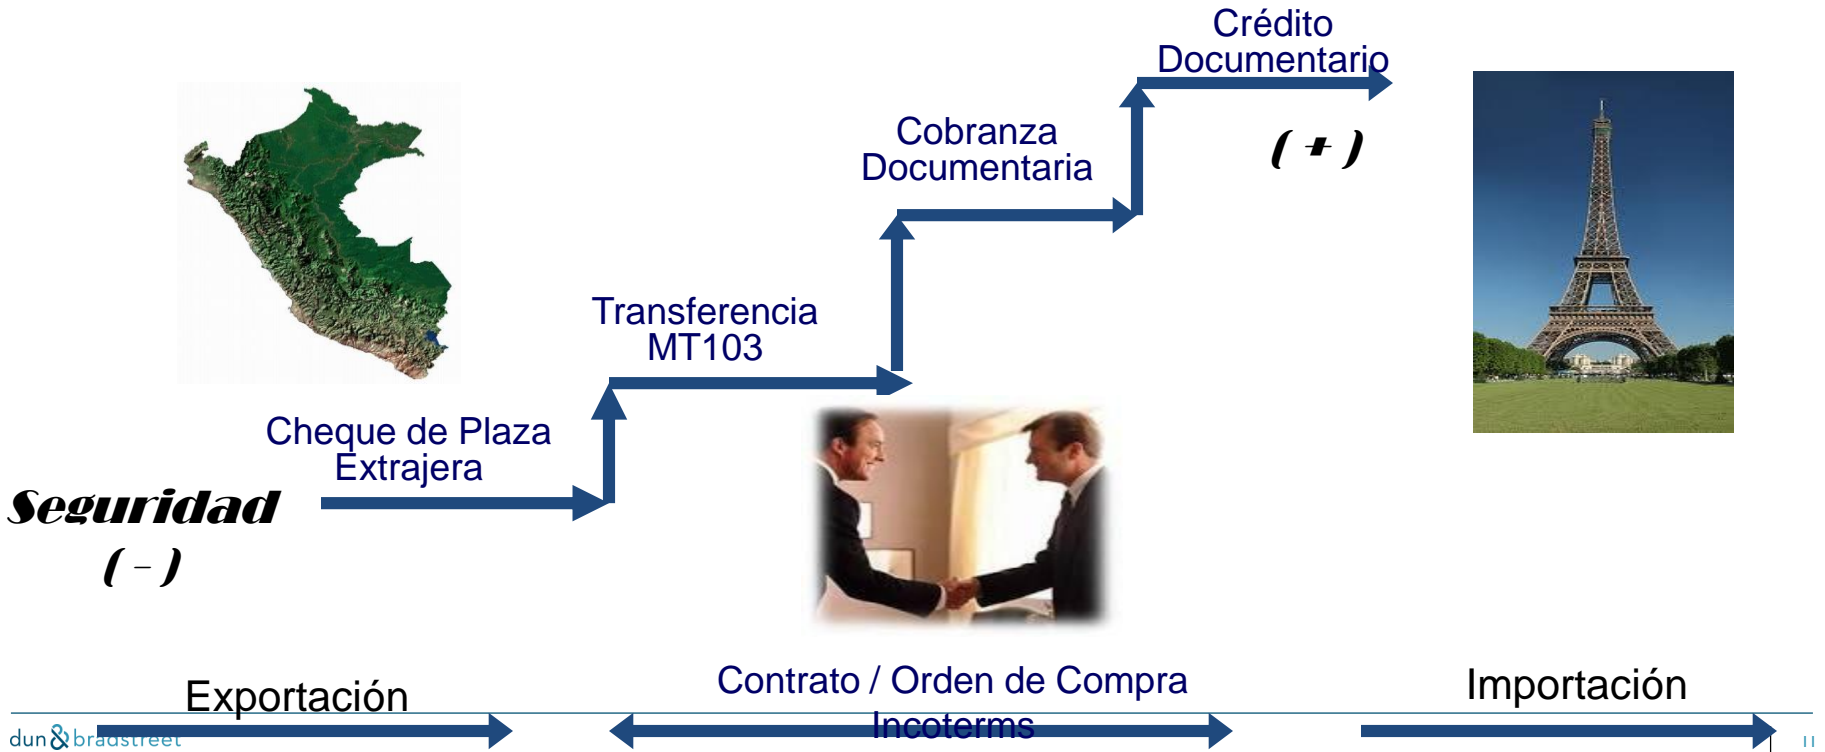 Crédito
Documentario
( + )
Cobranza
Documentaria
Transferencia
MT103
Cheque de Plaza
Extrajera
Seguridad
( - )
Exportación
Contrato / Orden de Compra
Incoterms
Importación
dun & bradstreet
11